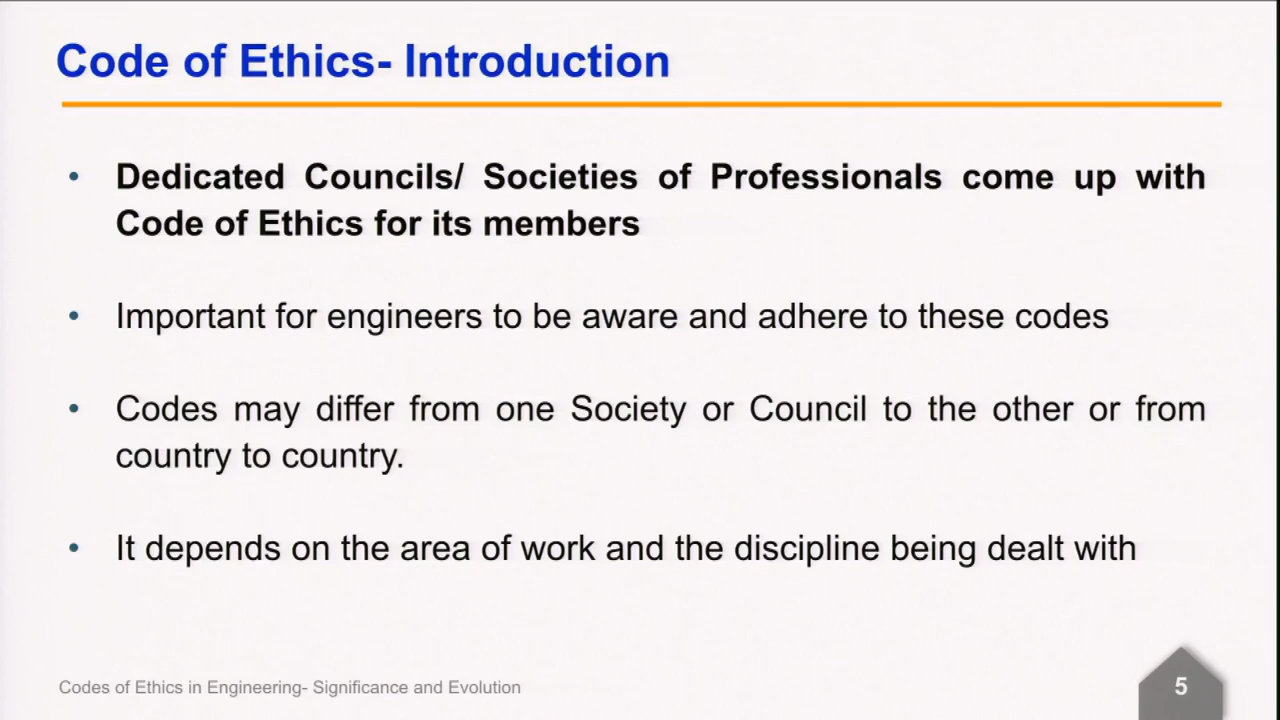 Code of Ethics- Introduction
• Dedicated Councils/ Societies of Professionals come up with
Code of Ethics for its members
• Important for engineers to be aware and adhere to these codes
• Codes may differ from one Society or Council to the other or from
country to country.
• It depends on the area of work and the discipline being dealt with
Codes of Ethics in Engineering- Significance and Evolution
5